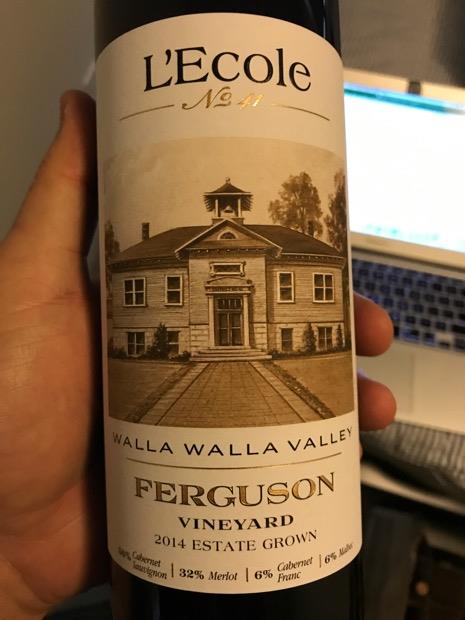 L'Ecole
No 41
WALLA WALLA VALLEY
FERGUSON
VINEYARD
2014 ESTATE GROWN
Cabernet Sauvignon | 32% Merlot | 6% Cabernet Franc | 6% Malbec